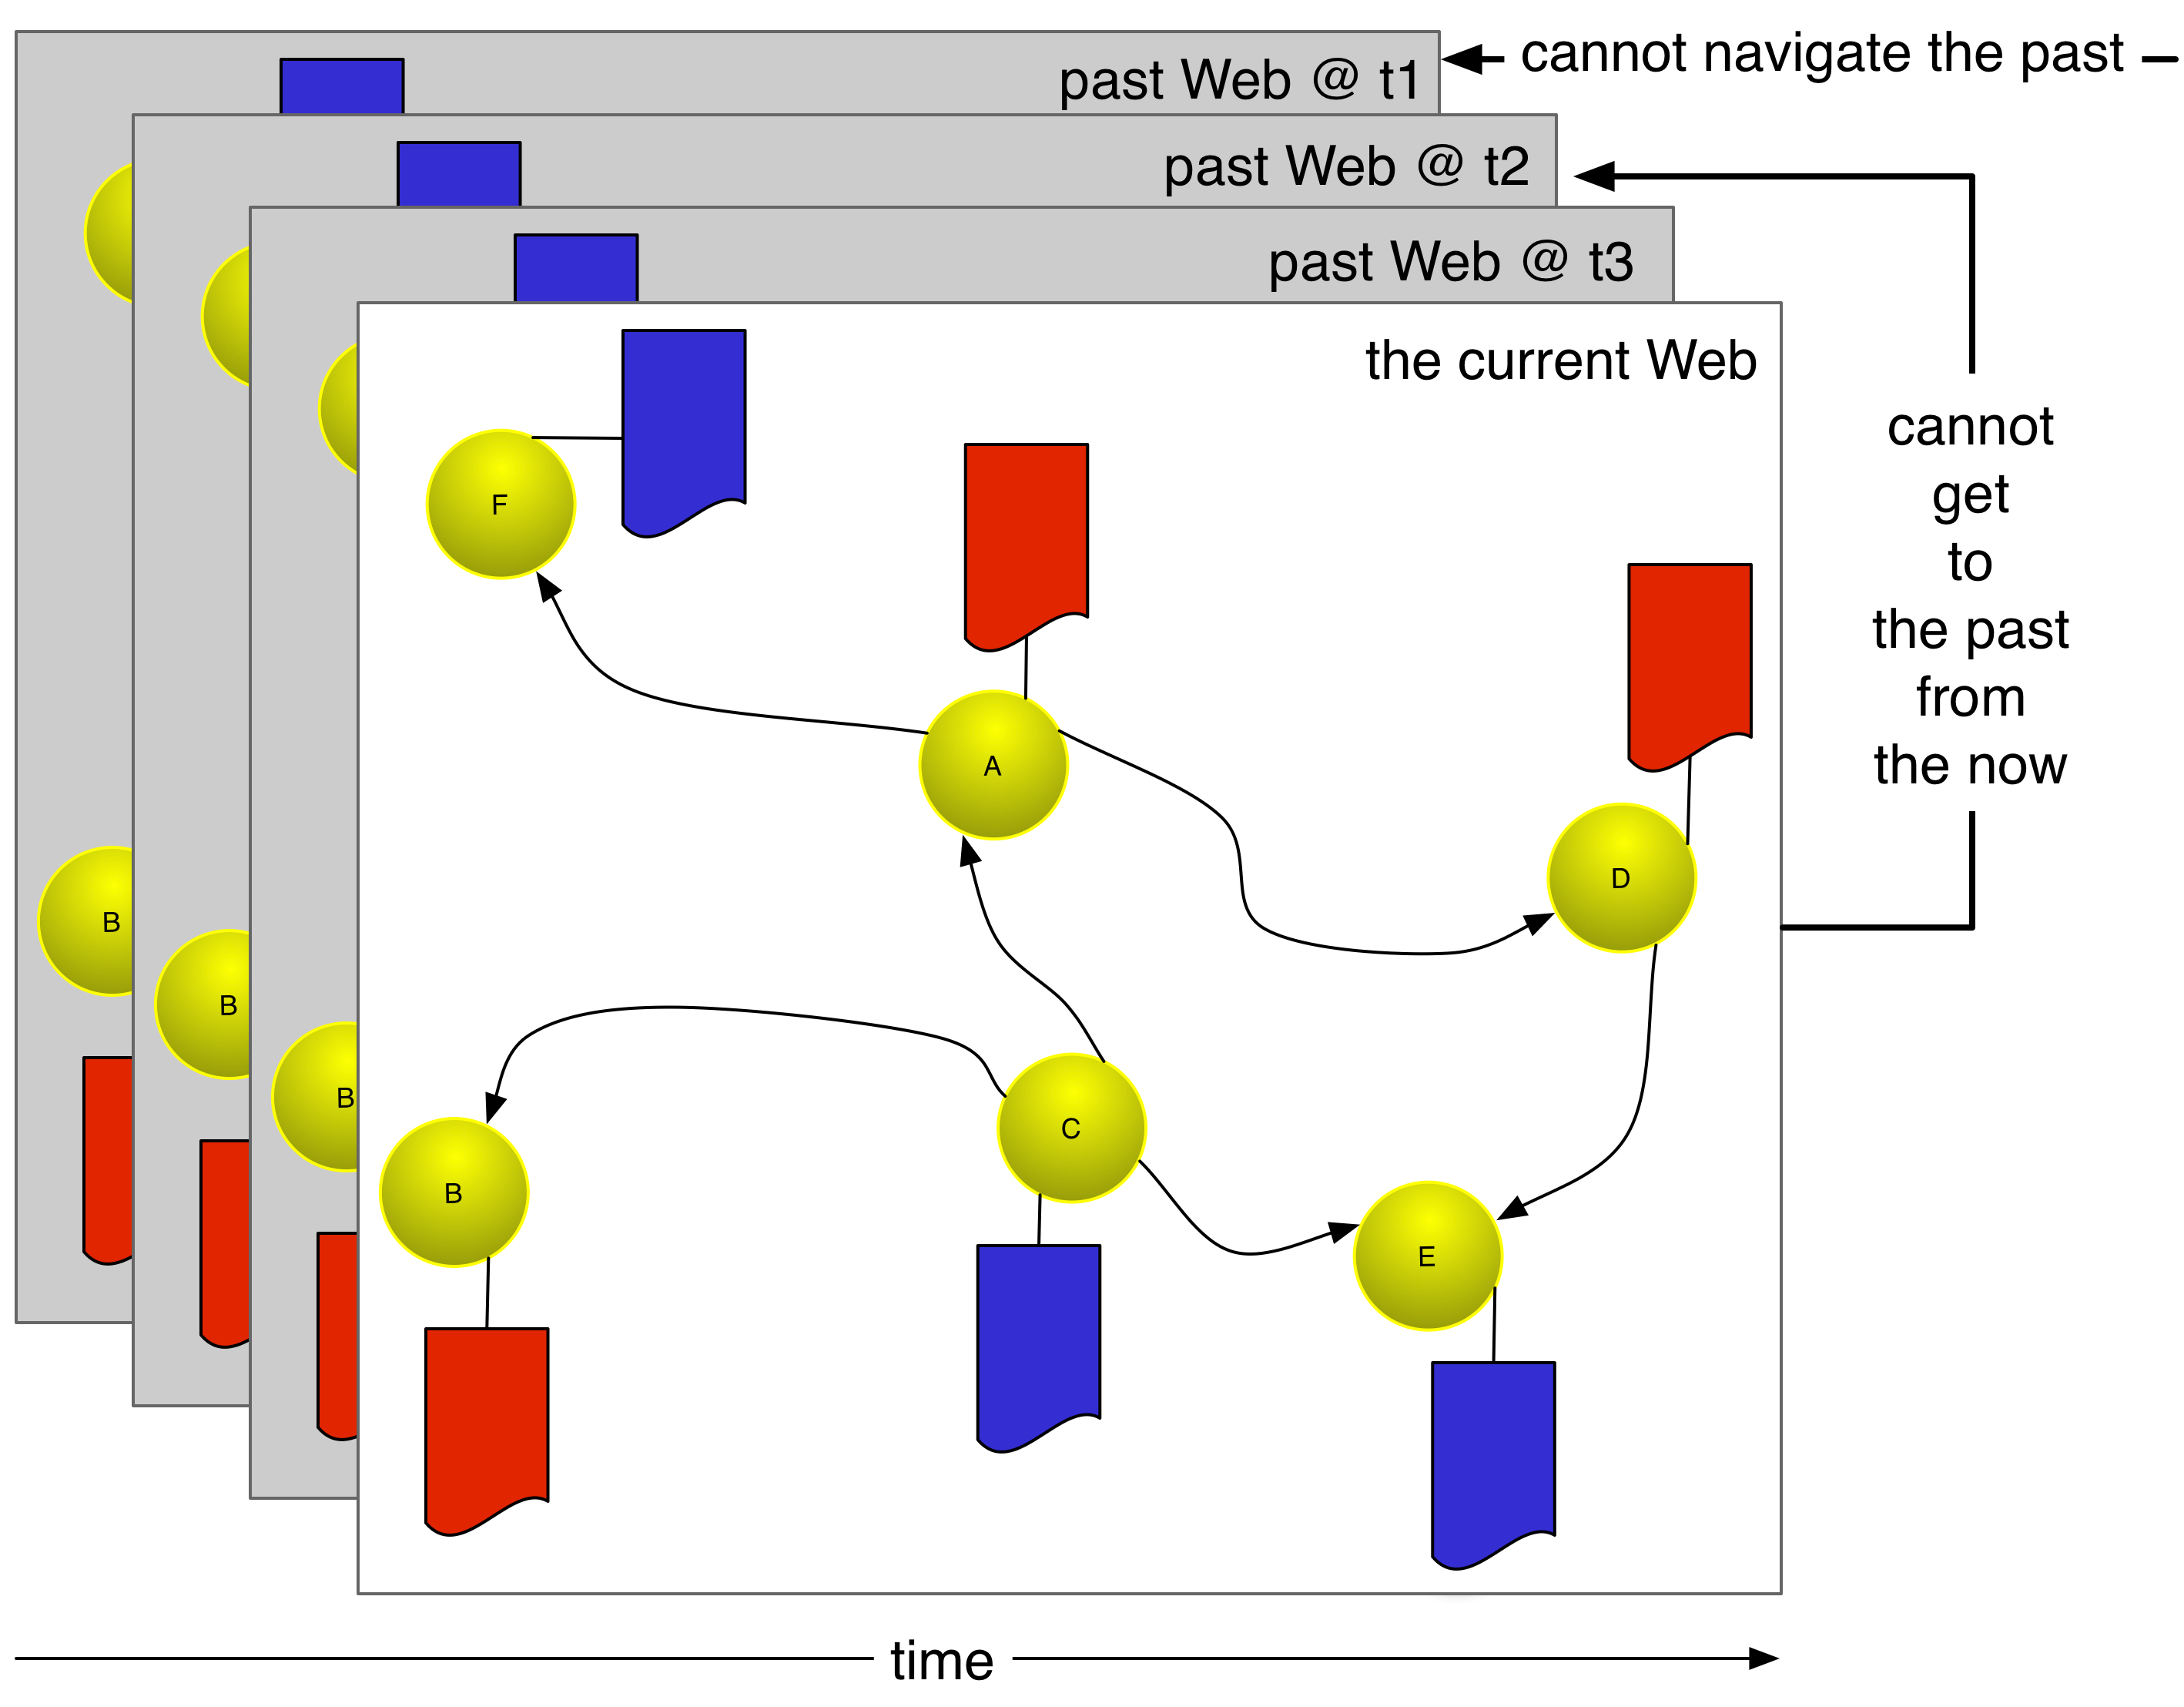 past Web @ t1
cannot navigate the past
past Web @ t2
past Web @ t3
the current Web
cannot
get
to
the past
from
the now
F
A
D
B
B
B
C
B
E
time